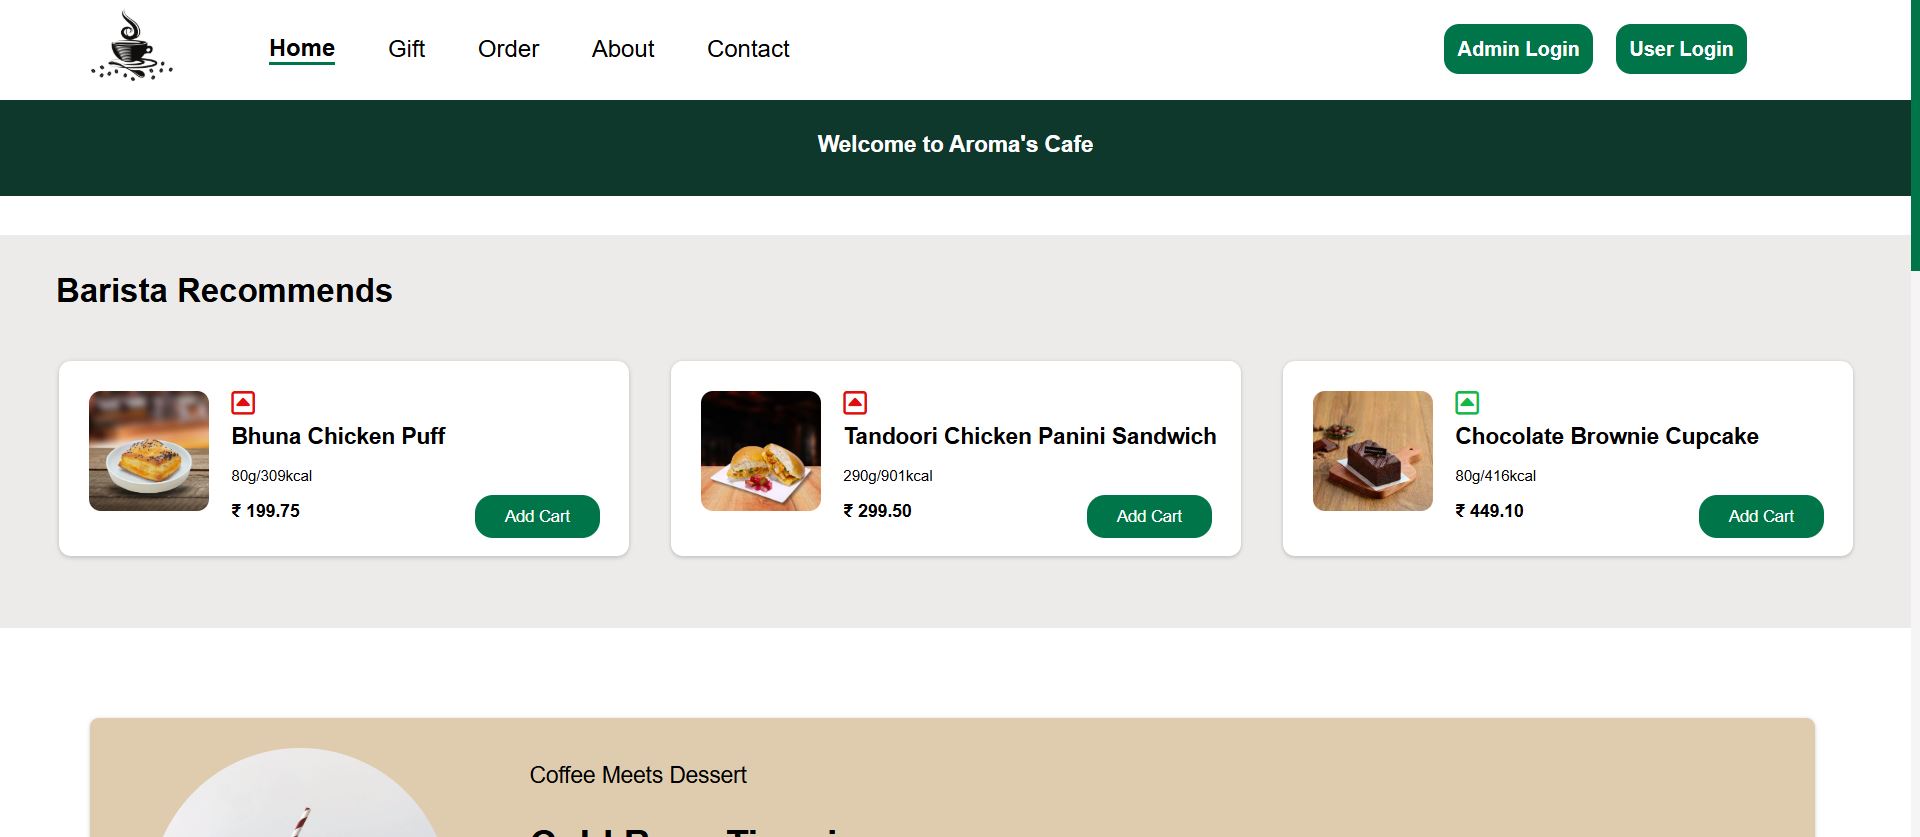 Home Gift Order About Contact Admin Login User Login
Welcome to Aroma's Cafe
Barista Recommends
Bhuna Chicken Puff
80g/309kcal
₹ 199.75
Add Cart
Tandoori Chicken Panini Sandwich
290g/901kcal
₹ 299.50
Add Cart
Chocolate Brownie Cupcake
80g/416kcal
₹ 449.10
Add Cart
Coffee Meets Dessert